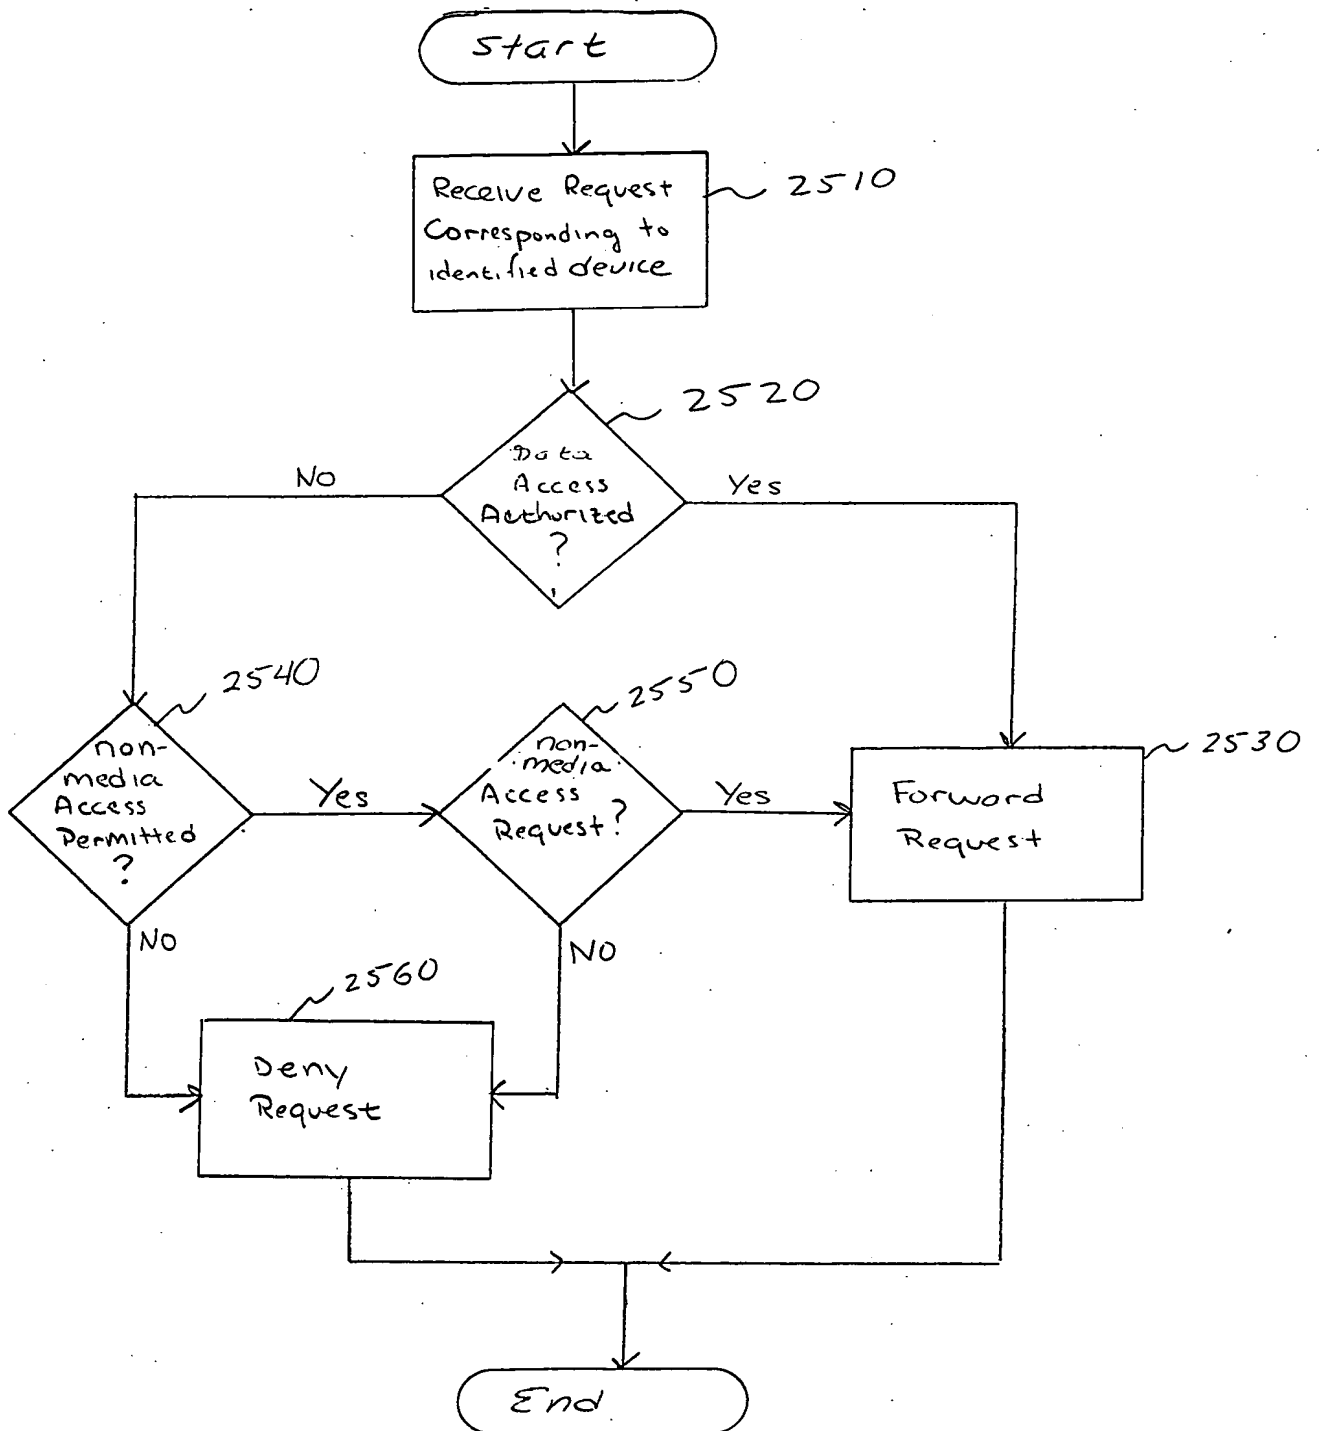 Start
Receive Request
Corresponding to
identified device
2510
2520
Data
Access
Authorized
?
No
Yes
2540
non-
media
Access
Permitted
?
Yes
2550
non-
media
Access
Request?
Yes
2530
Forward
Request
No
No
2560
Deny
Request
End